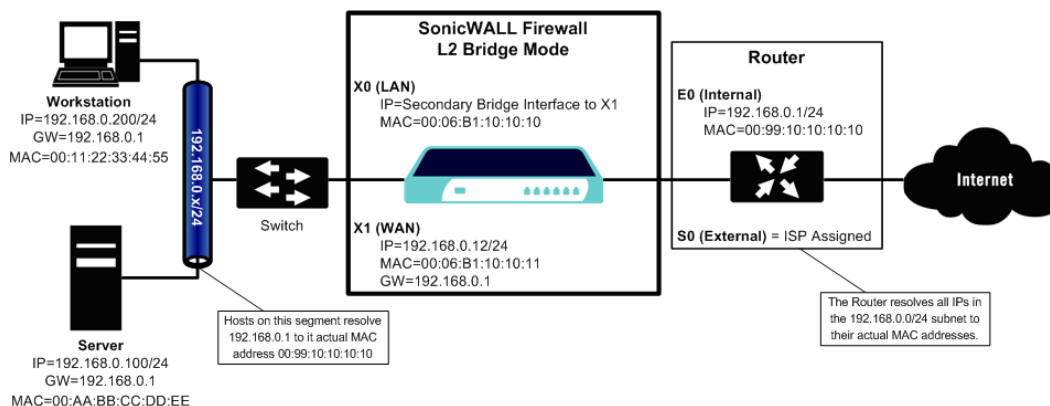 SonicWALL Firewall
L2 Bridge Mode
X0 (LAN)
IP=Secondary Bridge Interface to X1
MAC=00:06:B1:10:10:10
X1 (WAN)
IP=192.168.0.12/24
MAC=00:06:B1:10:10:11
GW=192.168.0.1
Router
E0 (Internal)
IP=192.168.0.1/24
MAC=00:99:10:10:10:10
S0 (External) = ISP Assigned
Internet
Workstation
IP=192.168.0.200/24
GW=192.168.0.1
MAC=00:11:22:33:44:55
192.168.0.x/24
Switch
Server
IP=192.168.0.100/24
GW=192.168.0.1
MAC=00:AA:BB:CC:DD:EE
Hosts on this segment resolve
192.168.0.1 to it actual MAC
address 00:99:10:10:10:10
The Router resolves all IPs in
the 192.168.0.0/24 subnet to
their actual MAC addresses.